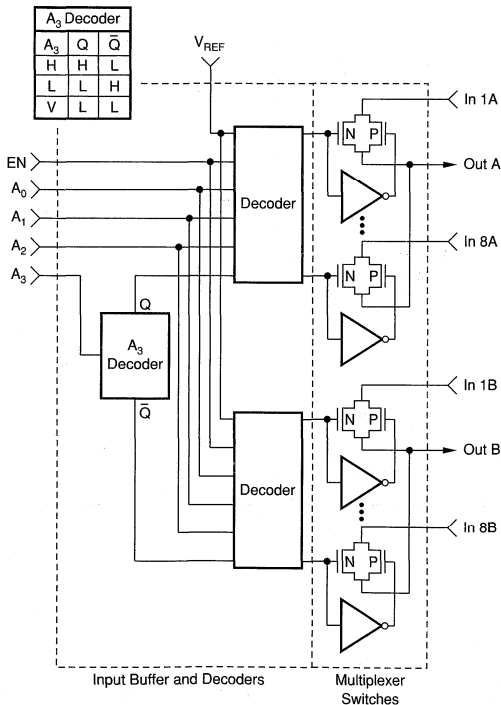 A3 Decoder
A3 Q Q̅
H H L
L L H
V L L
VREF
In 1A
EN
N P
Out A
A0
Decoder
A1
A2
In 8A
A3
N P
Q
A3
Decoder
Q̅
In 1B
N P
Out B
Decoder
In 8B
N P
Input Buffer and Decoders
Multiplexer
Switches